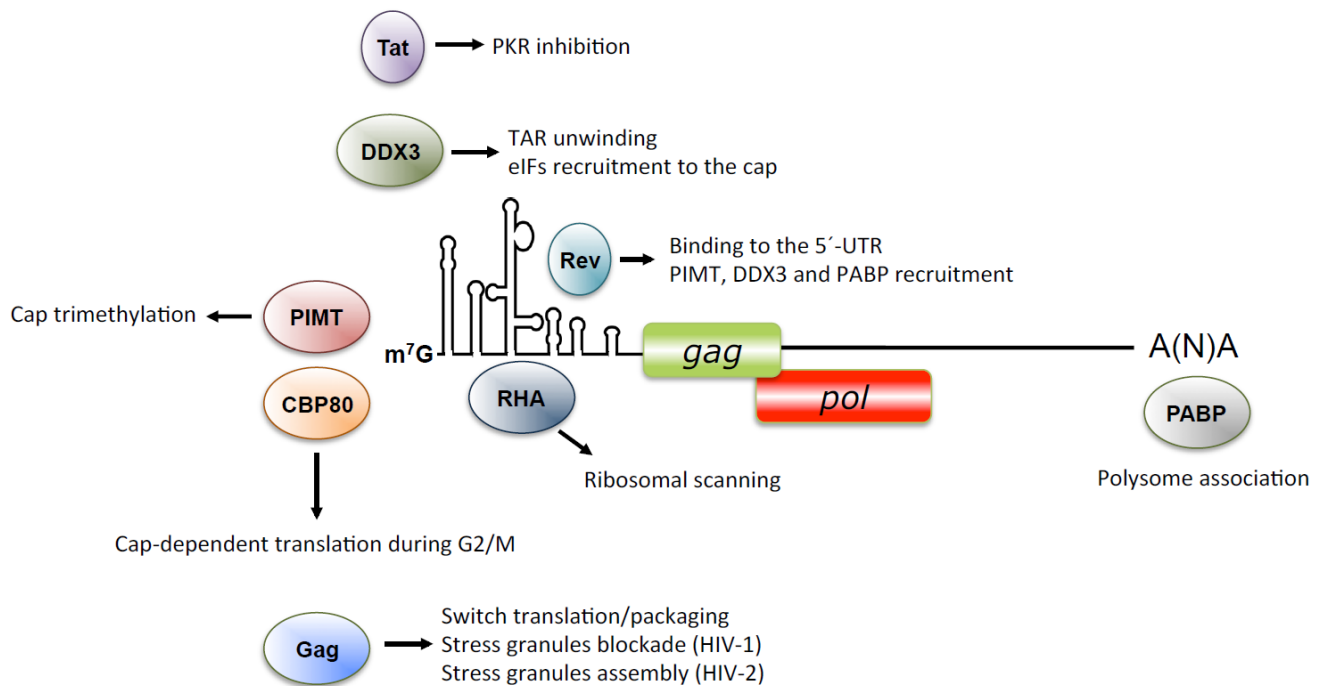 Tat
PKR inhibition
DDX3
TAR unwinding
eIFs recruitment to the cap
Rev
Binding to the 5´-UTR
PIMT, DDX3 and PABP recruitment
Cap trimethylation
PIMT
m⁷G
gag
A(N)A
CBP80
RHA
pol
PABP
Ribosomal scanning
Polysome association
Cap-dependent translation during G2/M
Gag
Switch translation/packaging
Stress granules blockade (HIV-1)
Stress granules assembly (HIV-2)